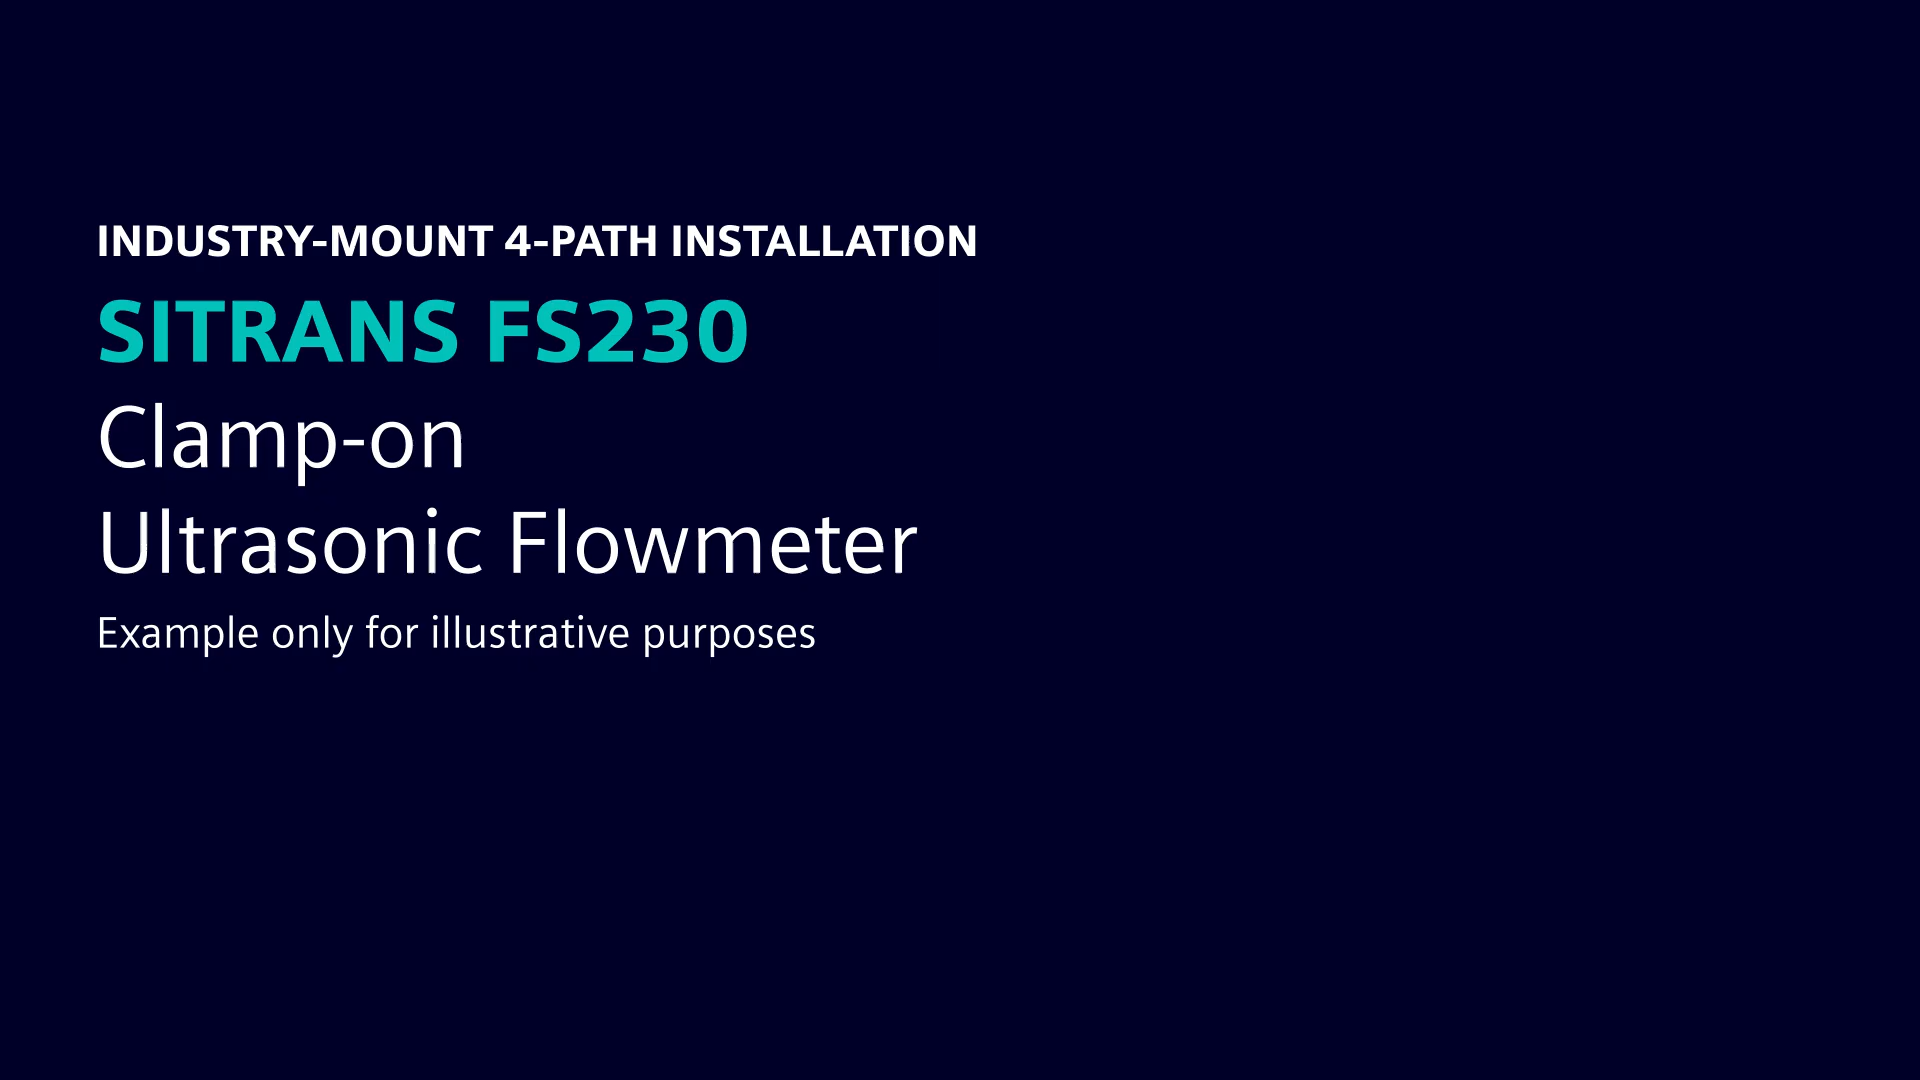 INDUSTRY-MOUNT 4-PATH INSTALLATION
SITRANS FS230
Clamp-on
Ultrasonic Flowmeter
Example only for illustrative purposes